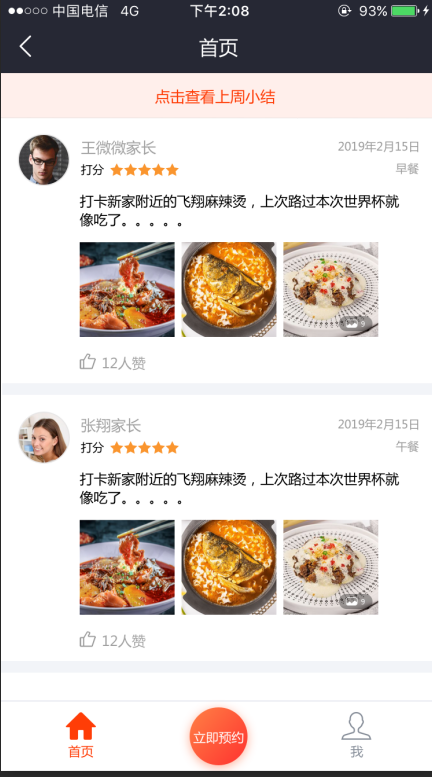 中国电信 4G 下午2:08 93%
首页
点击查看上周小结
王微微家长 2019年2月15日
打分 早餐
打卡新家附近的飞翔麻辣烫，上次路过本次世界杯就
像吃了。。。。。
9
12人赞
张翔家长 2019年2月15日
打分 午餐
打卡新家附近的飞翔麻辣烫，上次路过本次世界杯就
像吃了。。。。。
9
12人赞
首页 立即预约 我